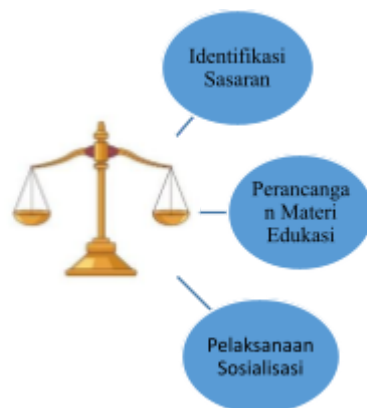 Identifikasi
Sasaran
Perancanga
n Materi
Edukasi
Pelaksanaan
Sosialisasi